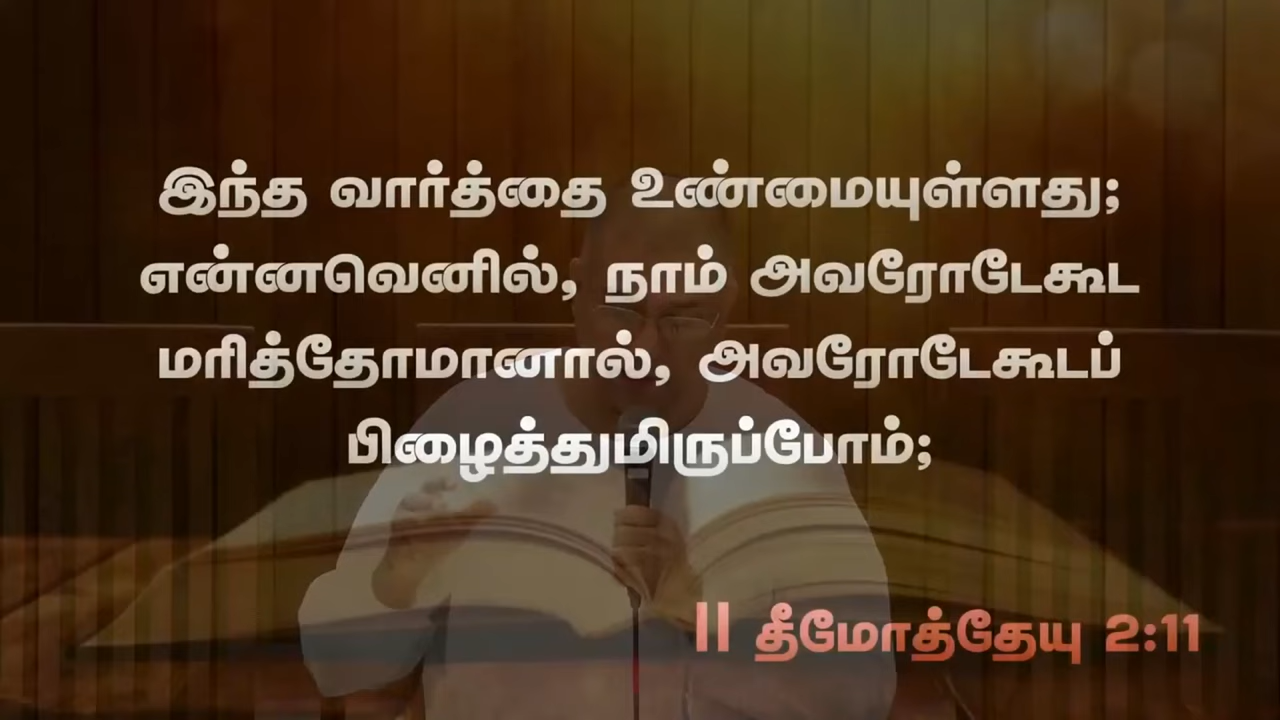 இந்த வார்த்தை உண்மையுள்ளது;
என்னவெனில், நாம் அவரோடேகூட
மரித்தோமானால், அவரோடேகூடப்
பிழைத்துமிருப்போம்;
II தீமோத்தேயு 2:11